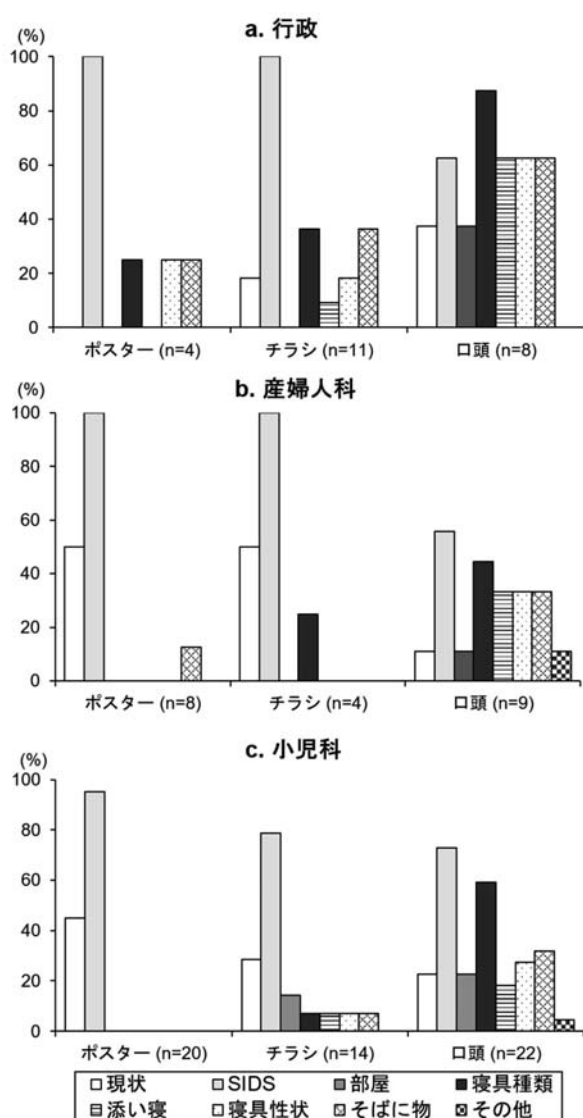 a. 行政
(%)
100
80
60
40
20
0
ポスター (n=4) チラシ (n=11) 口頭 (n=8)
b. 産婦人科
(%)
100
80
60
40
20
0
ポスター (n=8) チラシ (n=4) 口頭 (n=9)
c. 小児科
(%)
100
80
60
40
20
0
ポスター (n=20) チラシ (n=14) 口頭 (n=22)
現状 SIDS 部屋 寝具種類
添い寝 寝具性状 そばに物 その他